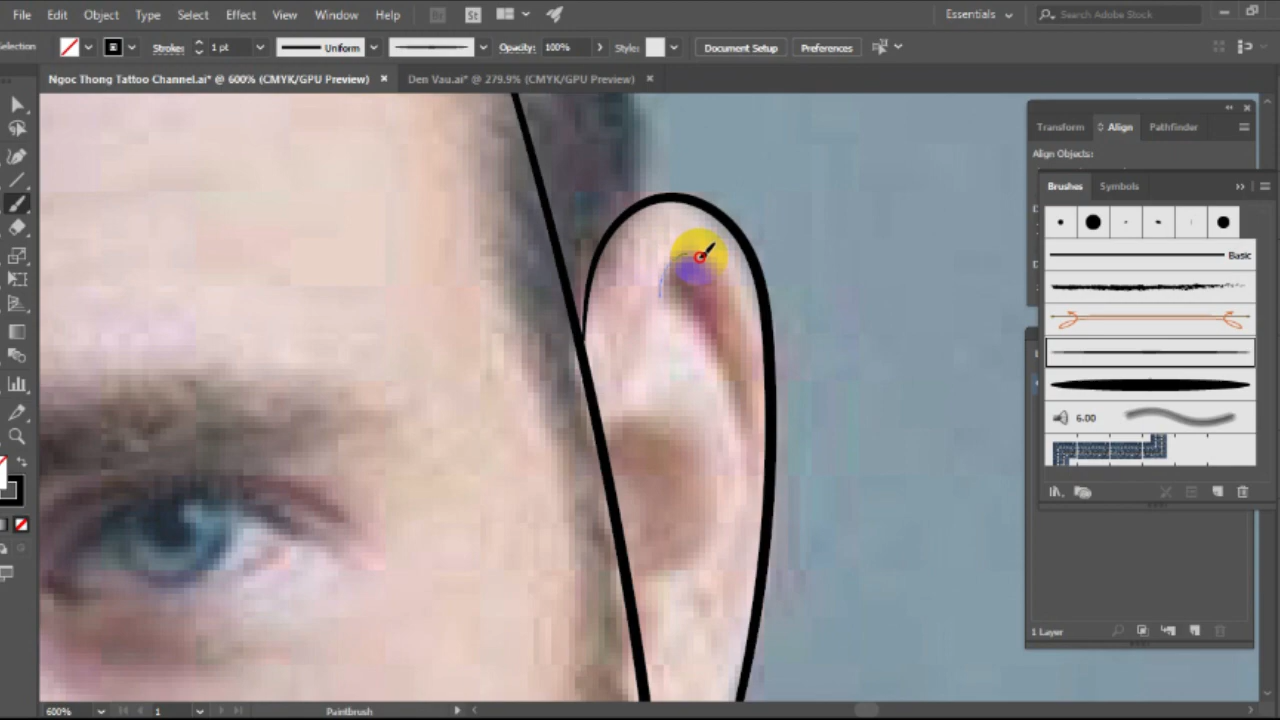 File Edit Object Type Select Effect View Window Help Br St Essentials Search Adobe Stock
Selection Stroke: 1 pt Uniform Opacity: 100% Style: Document Setup Preferences
Ngoc Thong Tattoo Channel.ai* @ 600% (CMYK/GPU Preview) × Den Vau.ai* @ 279.9% (CMYK/GPU Preview) ×
Transform Align Pathfinder
Align Objects:
Brushes Symbols
Basic
6.00
1 Layer
600% 1 Paintbrush